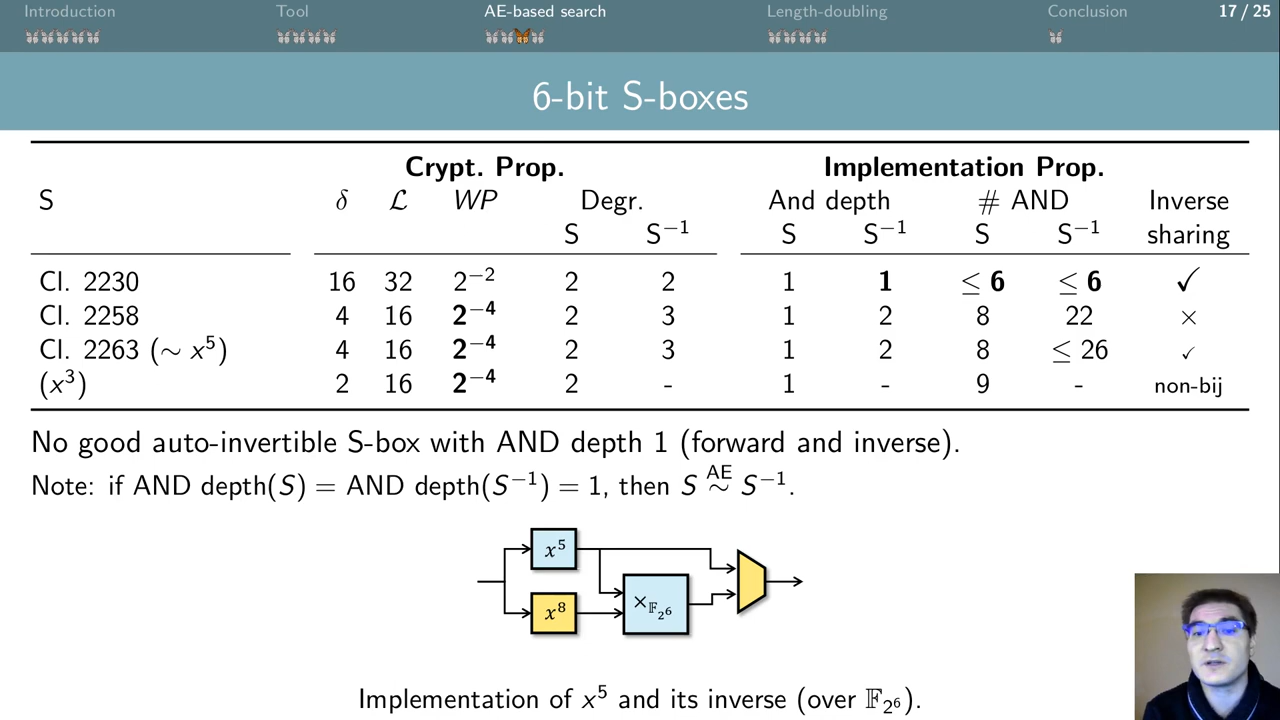 Introduction Tool AE-based search Length-doubling Conclusion 17 / 25
6-bit S-boxes
Crypt. Prop. Implementation Prop.
S δ ℒ WP Degr. And depth # AND Inverse
S S⁻¹ S S⁻¹ S S⁻¹ sharing
Cl. 2230 16 32 2⁻² 2 2 1 1 ≤ 6 ≤ 6 ✓
Cl. 2258 4 16 2⁻⁴ 2 3 1 2 8 22 ×
Cl. 2263 (∼ x⁵) 4 16 2⁻⁴ 2 3 1 2 8 ≤ 26 ✓
(x³) 2 16 2⁻⁴ 2 - 1 - 9 - non-bij
No good auto-invertible S-box with AND depth 1 (forward and inverse).
Note: if AND depth(S) = AND depth(S⁻¹) = 1, then S AE∼ S⁻¹.
x⁵
x⁸ ×𝔽₂⁶
Implementation of x⁵ and its inverse (over 𝔽₂⁶).